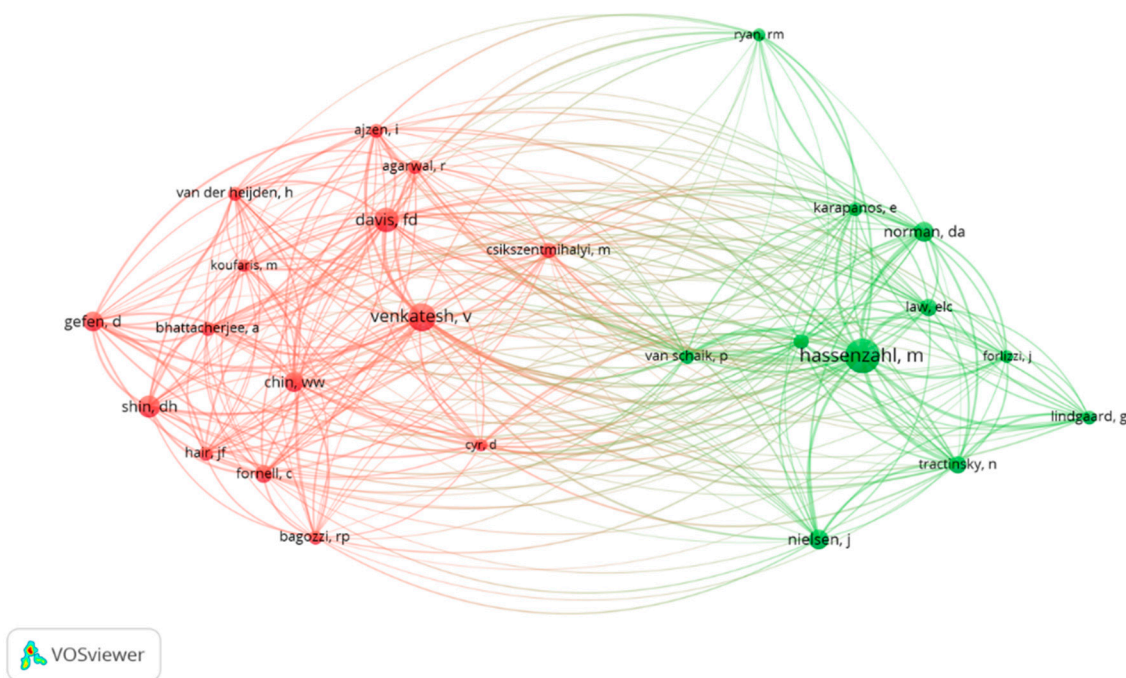 ryan, rm
ajzen, i
agarwal, r
van der heijden, h
karapanos, e
davis, fd
norman, da
csikszentmihalyi, m
koufaris, m
law, elc
venkatesh, v
gefen, d
bhattacherjee, a
van schaik, p
hassenzahl, m
forlizzi, j
chin, ww
shin, dh
lindgaard, g
cyr, d
hair, jf
tractinsky, n
fornell, c
bagozzi, rp
nielsen, j
VOSviewer